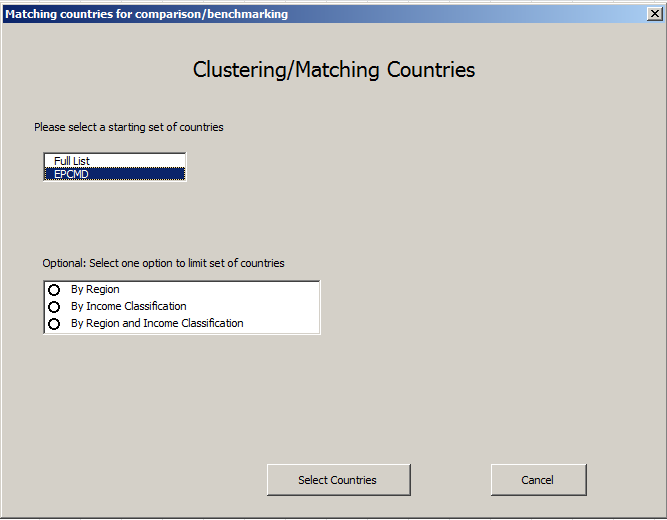 Matching countries for comparison/benchmarking
Clustering/Matching Countries
Please select a starting set of countries
Full List
EPCMD
Optional: Select one option to limit set of countries
By Region
By Income Classification
By Region and Income Classification
Select Countries
Cancel